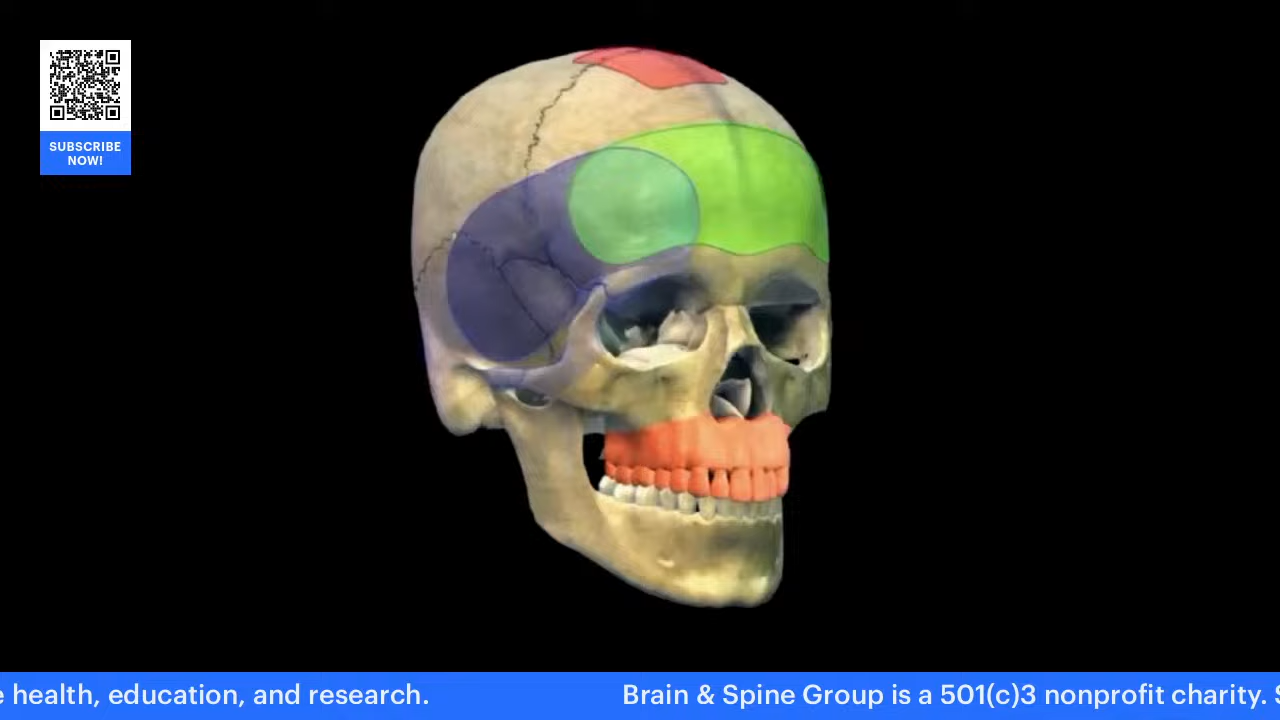 SUBSCRIBE
NOW!
e health, education, and research. Brain & Spine Group is a 501(c)3 nonprofit charity. S